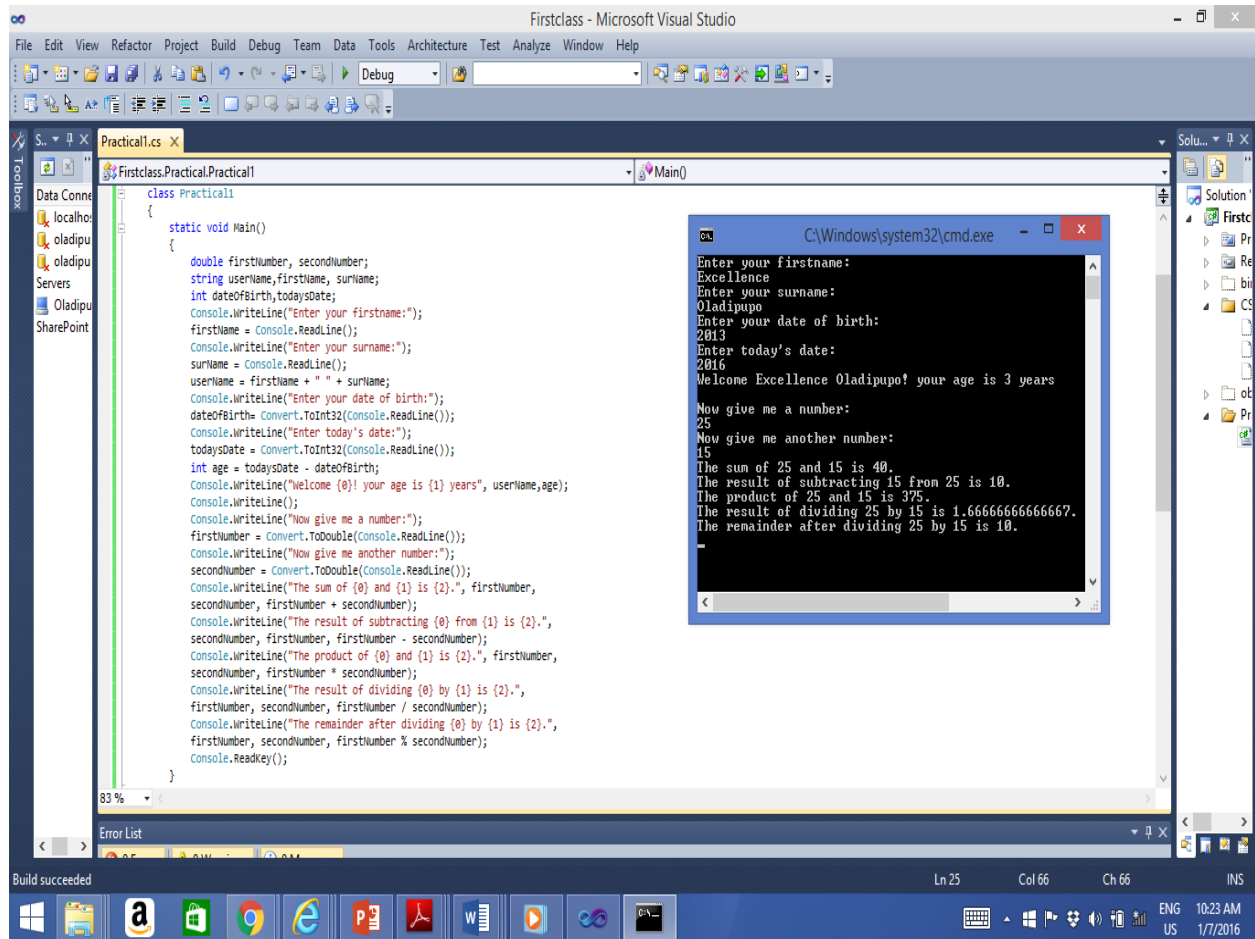 Firstclass - Microsoft Visual Studio
File Edit View Refactor Project Build Debug Team Data Tools Architecture Test Analyze Window Help
Debug
Toolbox
S..
Practical1.cs X
Solu...
Firstclass.Practical.Practical1
Main()
Data Conne
localho:
oladipu
oladipu
Servers
Oladipu
SharePoint
class Practical1
{
static void Main()
{
double firstNumber, secondNumber;
string userName,firstName, surName;
int dateOfBirth,todaysDate;
Console.WriteLine("Enter your firstname:");
firstName = Console.ReadLine();
Console.WriteLine("Enter your surname:");
surName = Console.ReadLine();
userName = firstName + " " + surName;
Console.WriteLine("Enter your date of birth:");
dateOfBirth= Convert.ToInt32(Console.ReadLine());
Console.WriteLine("Enter today's date:");
todaysDate = Convert.ToInt32(Console.ReadLine());
int age = todaysDate - dateOfBirth;
Console.WriteLine("Welcome {0}! your age is {1} years", userName,age);
Console.WriteLine();
Console.WriteLine("Now give me a number:");
firstNumber = Convert.ToDouble(Console.ReadLine());
Console.WriteLine("Now give me another number:");
secondNumber = Convert.ToDouble(Console.ReadLine());
Console.WriteLine("The sum of {0} and {1} is {2}.", firstNumber,
secondNumber, firstNumber + secondNumber);
Console.WriteLine("The result of subtracting {0} from {1} is {2}.",
secondNumber, firstNumber, firstNumber - secondNumber);
Console.WriteLine("The product of {0} and {1} is {2}.", firstNumber,
secondNumber, firstNumber * secondNumber);
Console.WriteLine("The result of dividing {0} by {1} is {2}.",
firstNumber, secondNumber, firstNumber / secondNumber);
Console.WriteLine("The remainder after dividing {0} by {1} is {2}.",
firstNumber, secondNumber, firstNumber % secondNumber);
Console.ReadKey();
}
C:\Windows\system32\cmd.exe
Enter your firstname:
Excellence
Enter your surname:
Oladipupo
Enter your date of birth:
2013
Enter today's date:
2016
Welcome Excellence Oladipupo! your age is 3 years
Now give me a number:
25
Now give me another number:
15
The sum of 25 and 15 is 40.
The result of subtracting 15 from 25 is 10.
The product of 25 and 15 is 375.
The result of dividing 25 by 15 is 1.66666666666667.
The remainder after dividing 25 by 15 is 10.
Solution '
Firstc
Pr
Re
bin
CS
ob
Pr
83 %
Error List
Build succeeded
Ln 25 Col 66 Ch 66 INS
ENG 10:23 AM
US 1/7/2016